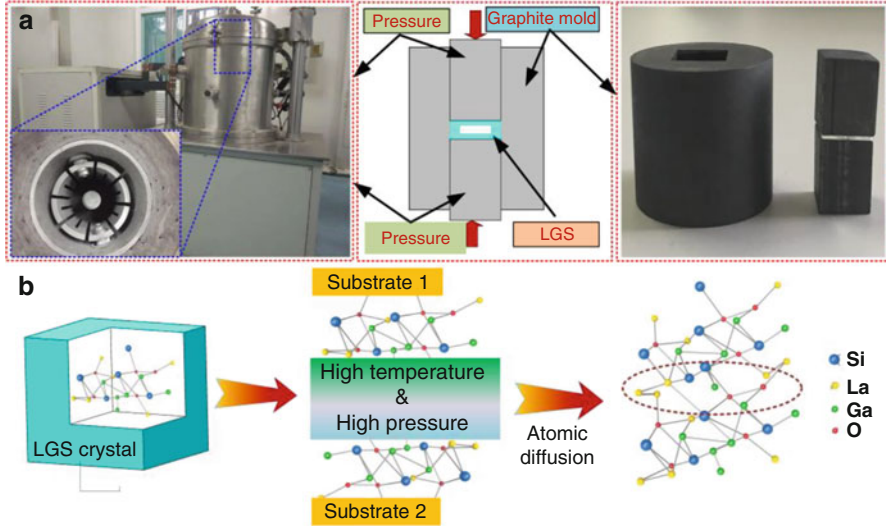 a
Pressure
Graphite mold
Pressure
LGS
b
Substrate 1
LGS crystal
High temperature
&
High pressure
Substrate 2
Atomic
diffusion
Si
La
Ga
O